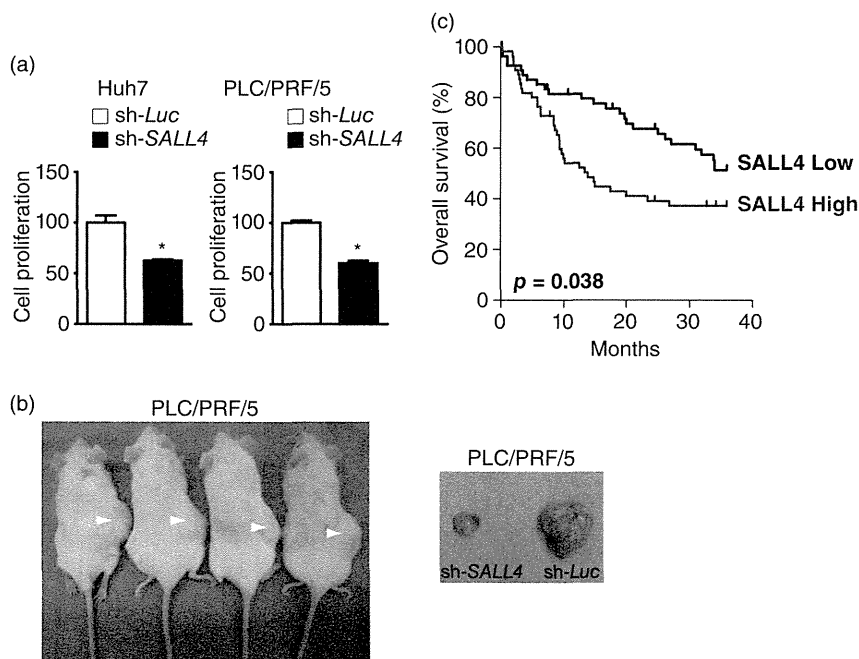 (a)
Huh7
sh-Luc
sh-SALL4
Cell proliferation
150
100
50
0
*
PLC/PRF/5
sh-Luc
sh-SALL4
Cell proliferation
150
100
50
0
*
(c)
Overall survival (%)
100
80
60
40
20
0
SALL4 Low
SALL4 High
p = 0.038
0 10 20 30 40
Months
(b)
PLC/PRF/5
PLC/PRF/5
sh-SALL4 sh-Luc